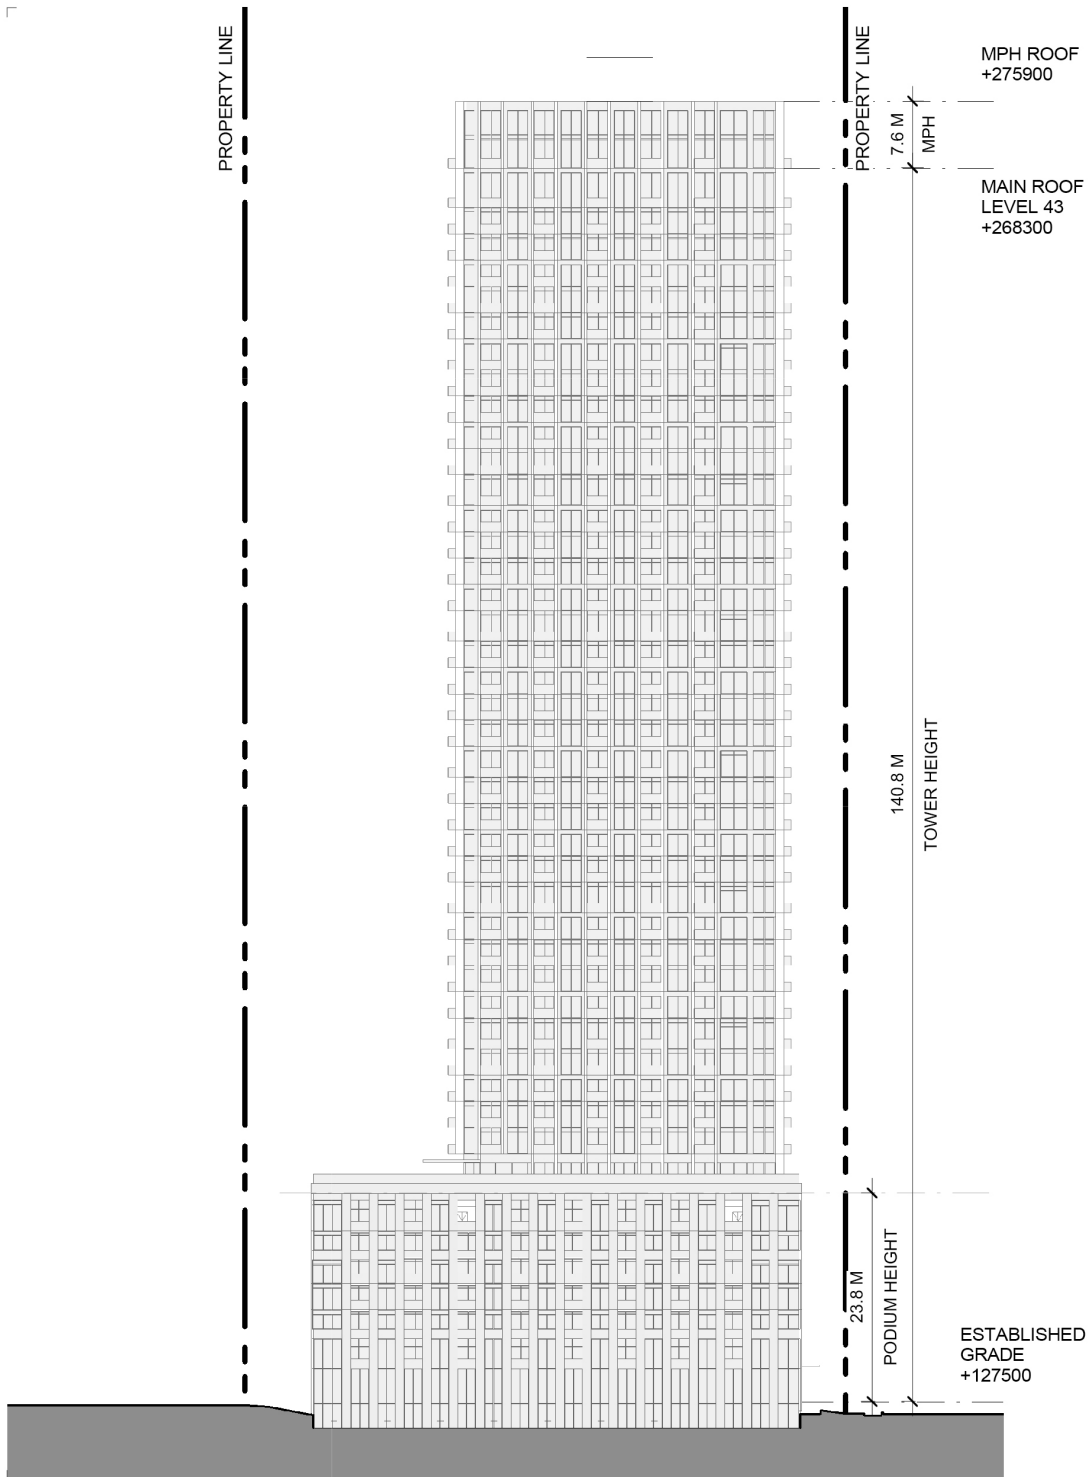 PROPERTY LINE
PROPERTY LINE
MPH ROOF
+275900
7.6 M
MPH
MAIN ROOF
LEVEL 43
+268300
140.8 M
TOWER HEIGHT
23.8 M
PODIUM HEIGHT
ESTABLISHED
GRADE
+127500